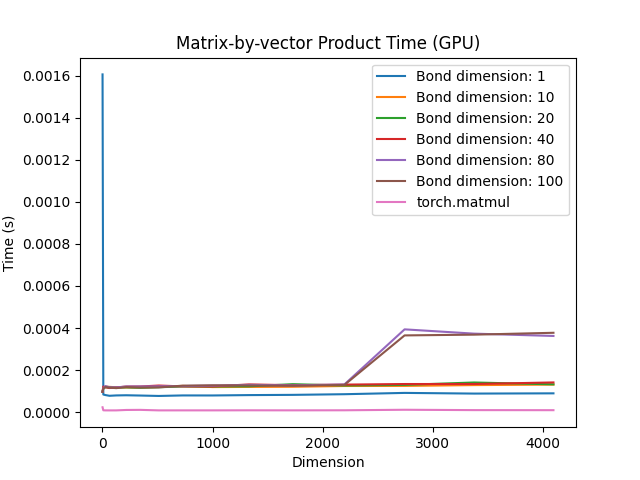 Matrix-by-vector Product Time (GPU)
Time (s)
0.0016
0.0014
0.0012
0.0010
0.0008
0.0006
0.0004
0.0002
0.0000
Bond dimension: 1
Bond dimension: 10
Bond dimension: 20
Bond dimension: 40
Bond dimension: 80
Bond dimension: 100
torch.matmul
0
1000
2000
3000
4000
Dimension